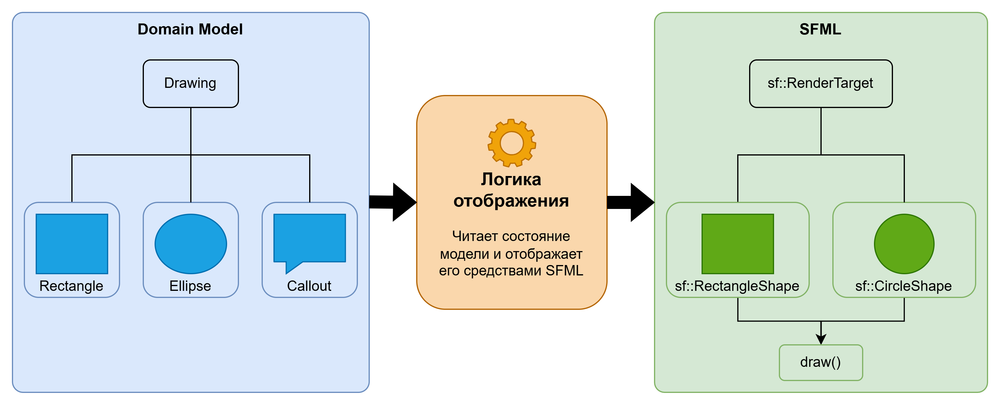 Domain Model
Drawing
Rectangle
Ellipse
Callout
Логика
отображения
Читает состояние
модели и отображает
его средствами SFML
SFML
sf::RenderTarget
sf::RectangleShape
sf::CircleShape
draw()